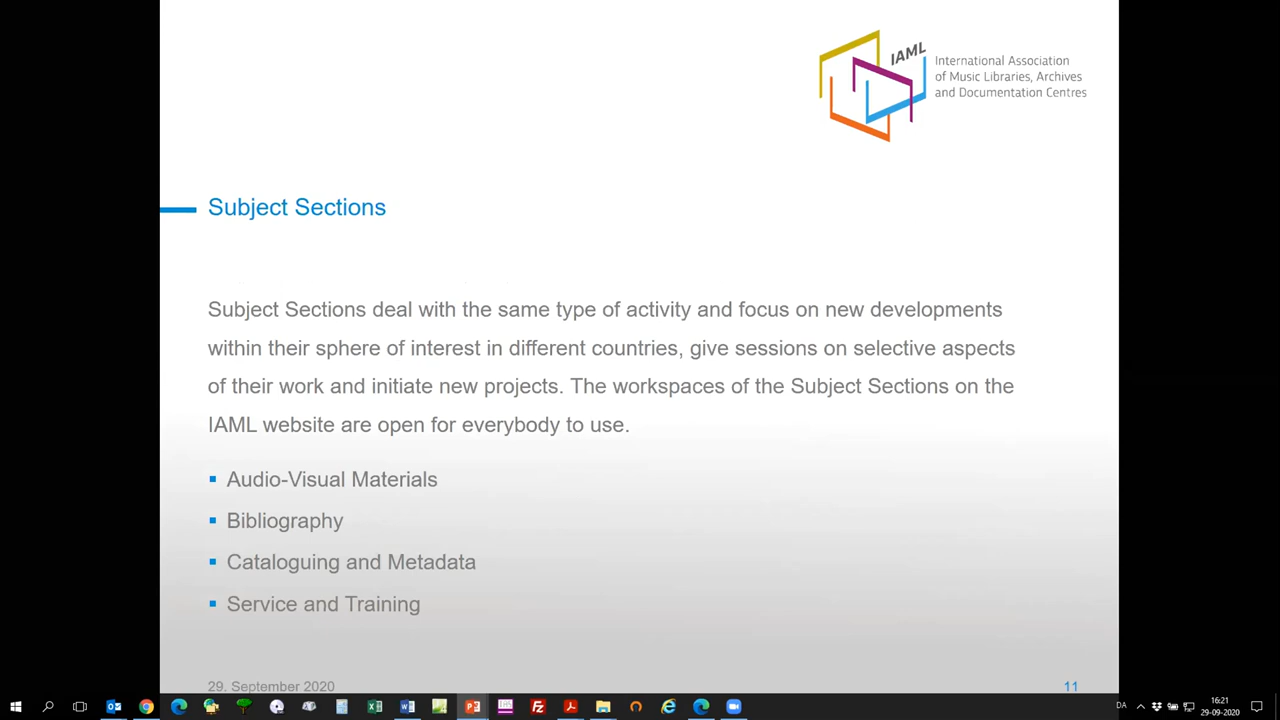 IAML
International Association
of Music Libraries, Archives
and Documentation Centres
Subject Sections
Subject Sections deal with the same type of activity and focus on new developments
within their sphere of interest in different countries, give sessions on selective aspects
of their work and initiate new projects. The workspaces of the Subject Sections on the
IAML website are open for everybody to use.
Audio-Visual Materials
Bibliography
Cataloguing and Metadata
Service and Training
29. September 2020
11
DA
16:21
29-09-2020